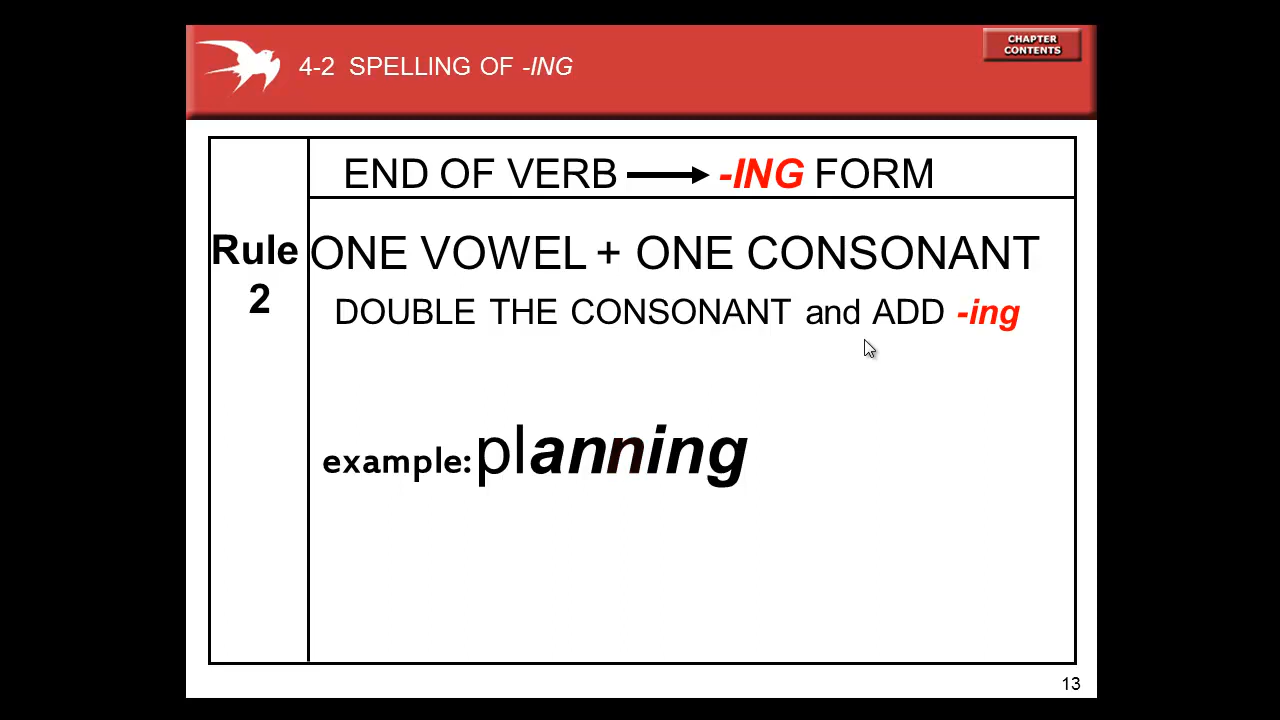 4-2 SPELLING OF -ING
CHAPTER
CONTENTS
END OF VERB -ING FORM
Rule
2
ONE VOWEL + ONE CONSONANT
DOUBLE THE CONSONANT and ADD -ing
example: planning
13